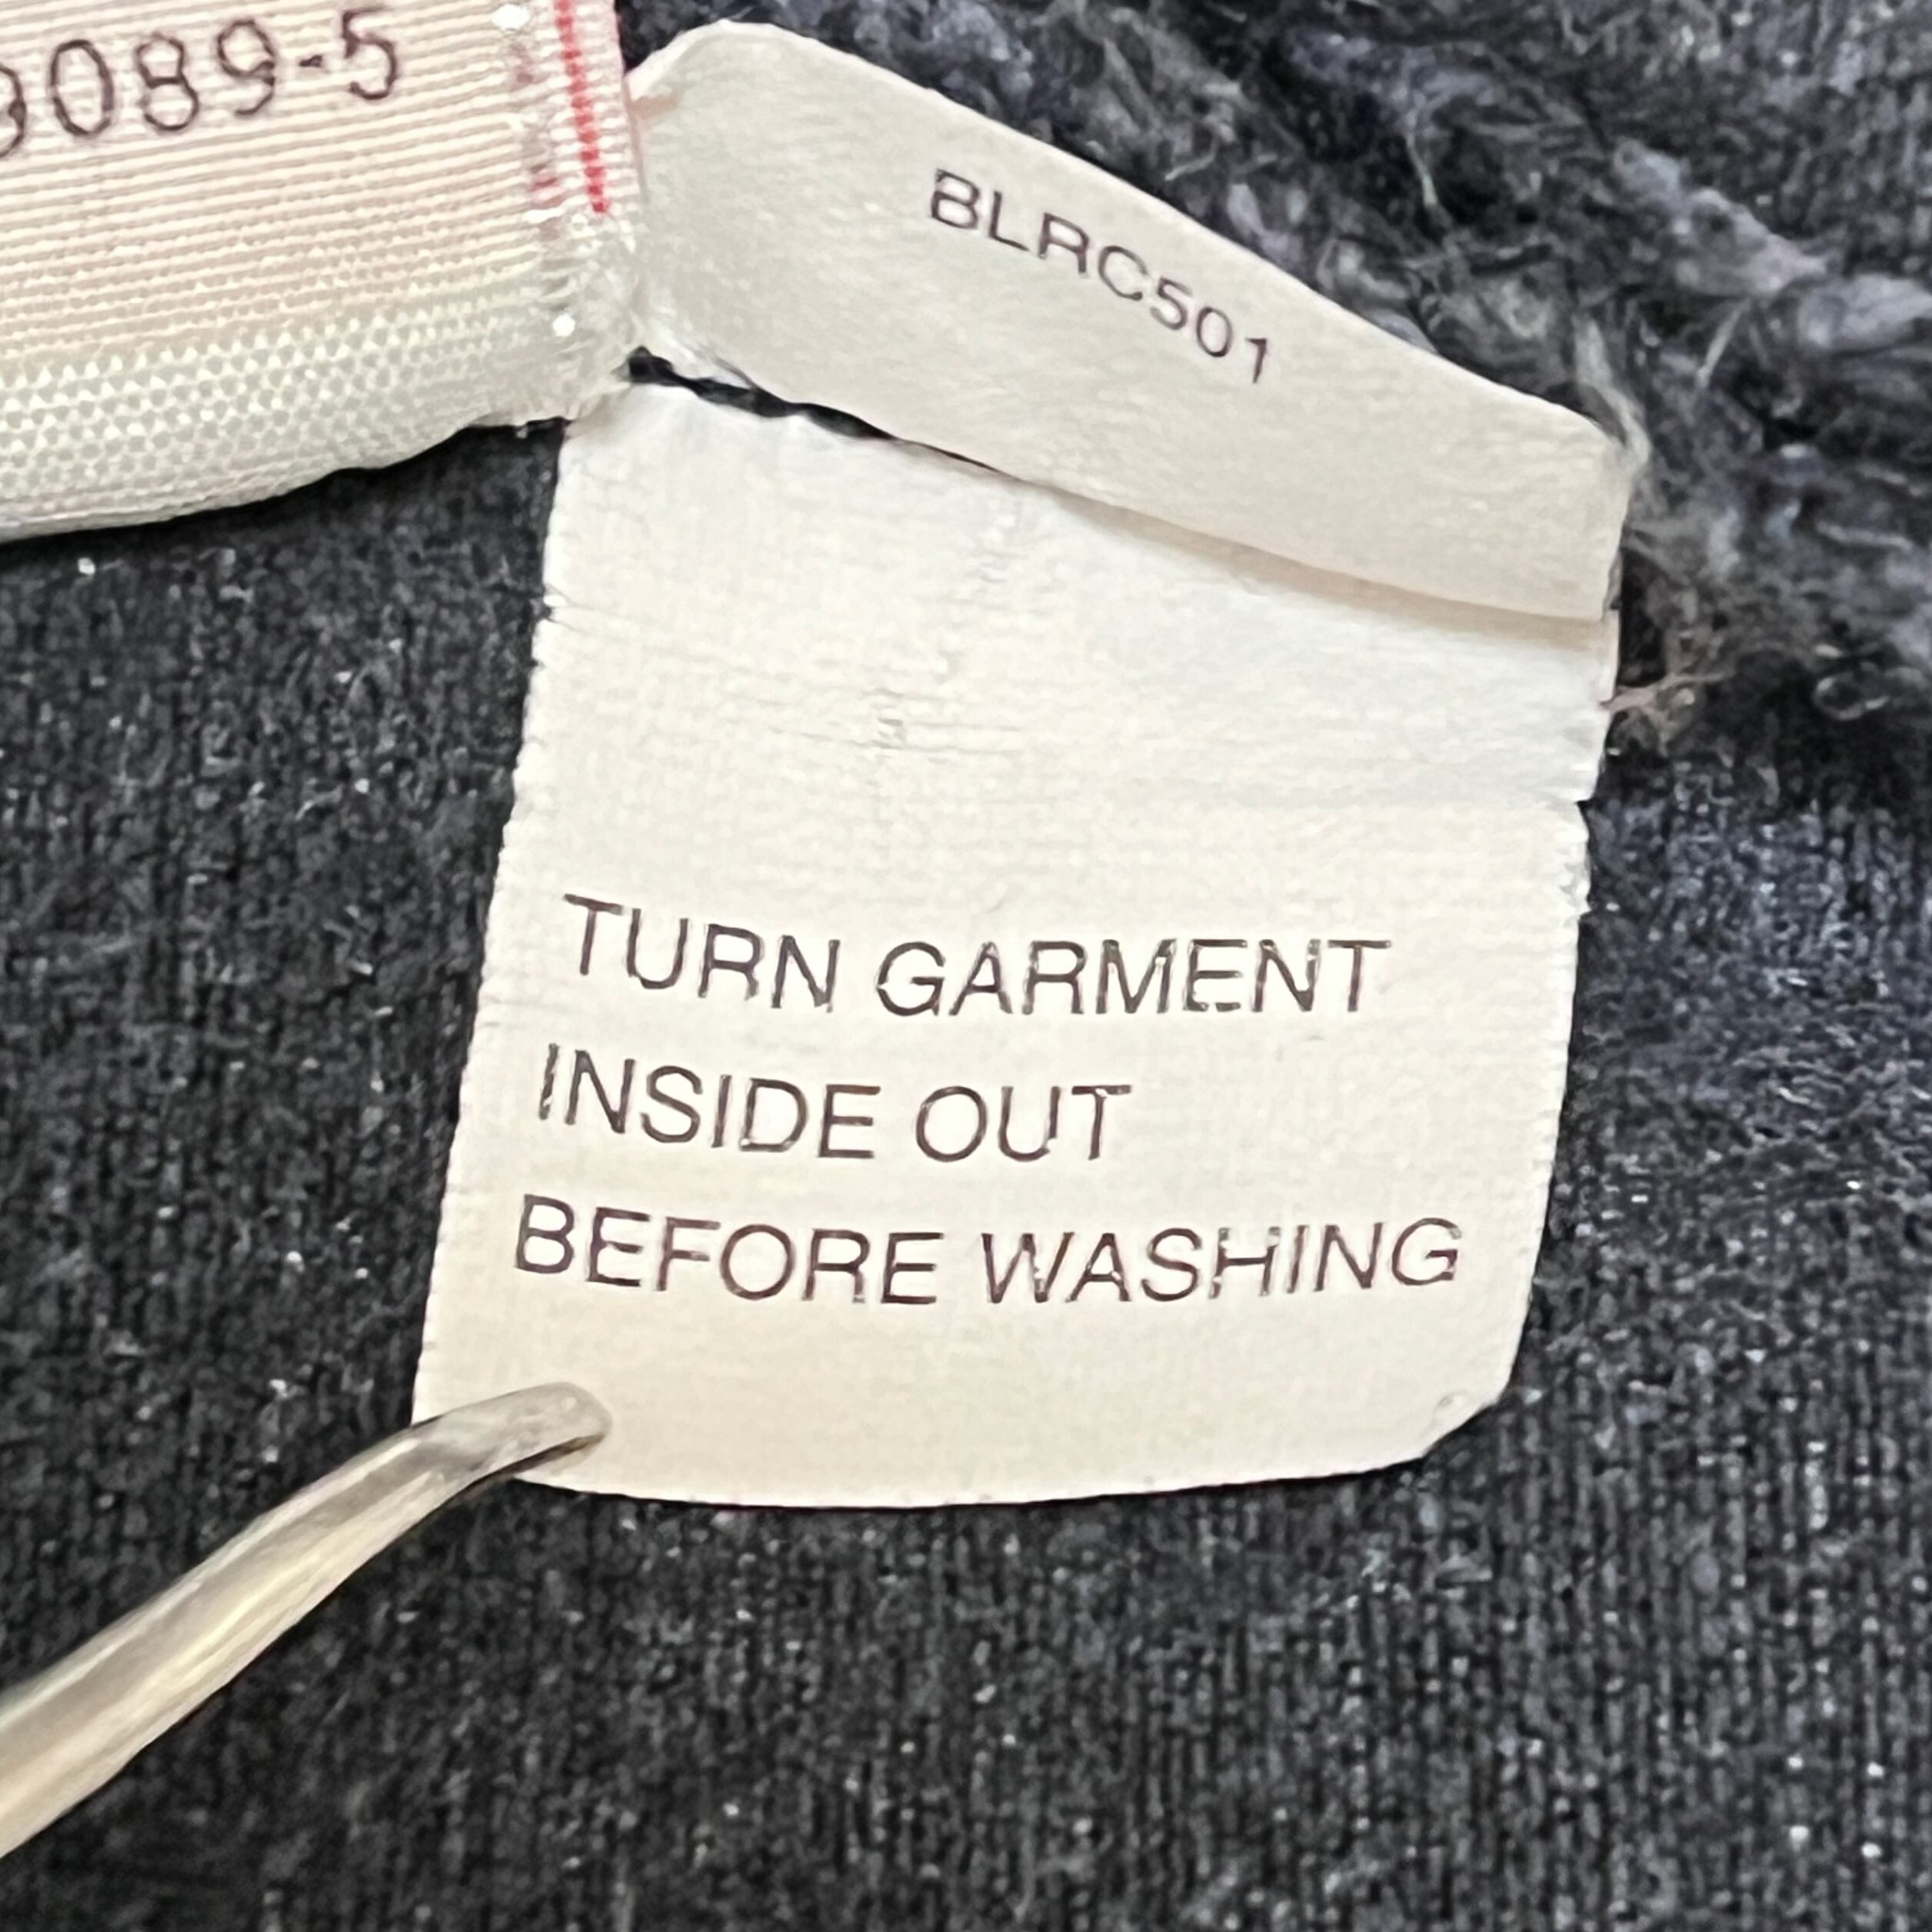 9089-5
BLRC501
TURN GARMENT
INSIDE OUT
BEFORE WASHING